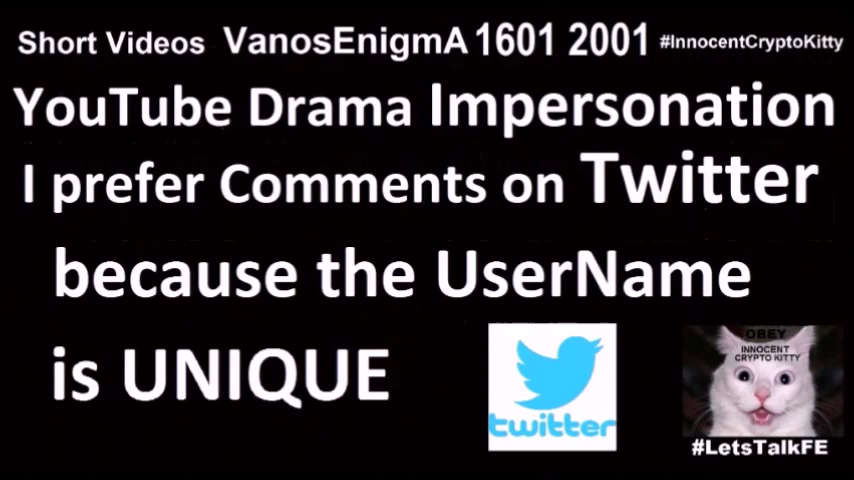 Short Videos VanosEnigmA 1601 2001 #InnocentCryptoKitty
YouTube Drama Impersonation
I prefer Comments on Twitter
because the UserName
is UNIQUE
twitter
OBEY
INNOCENT
CRYPTO KITTY
#LetsTalkFE